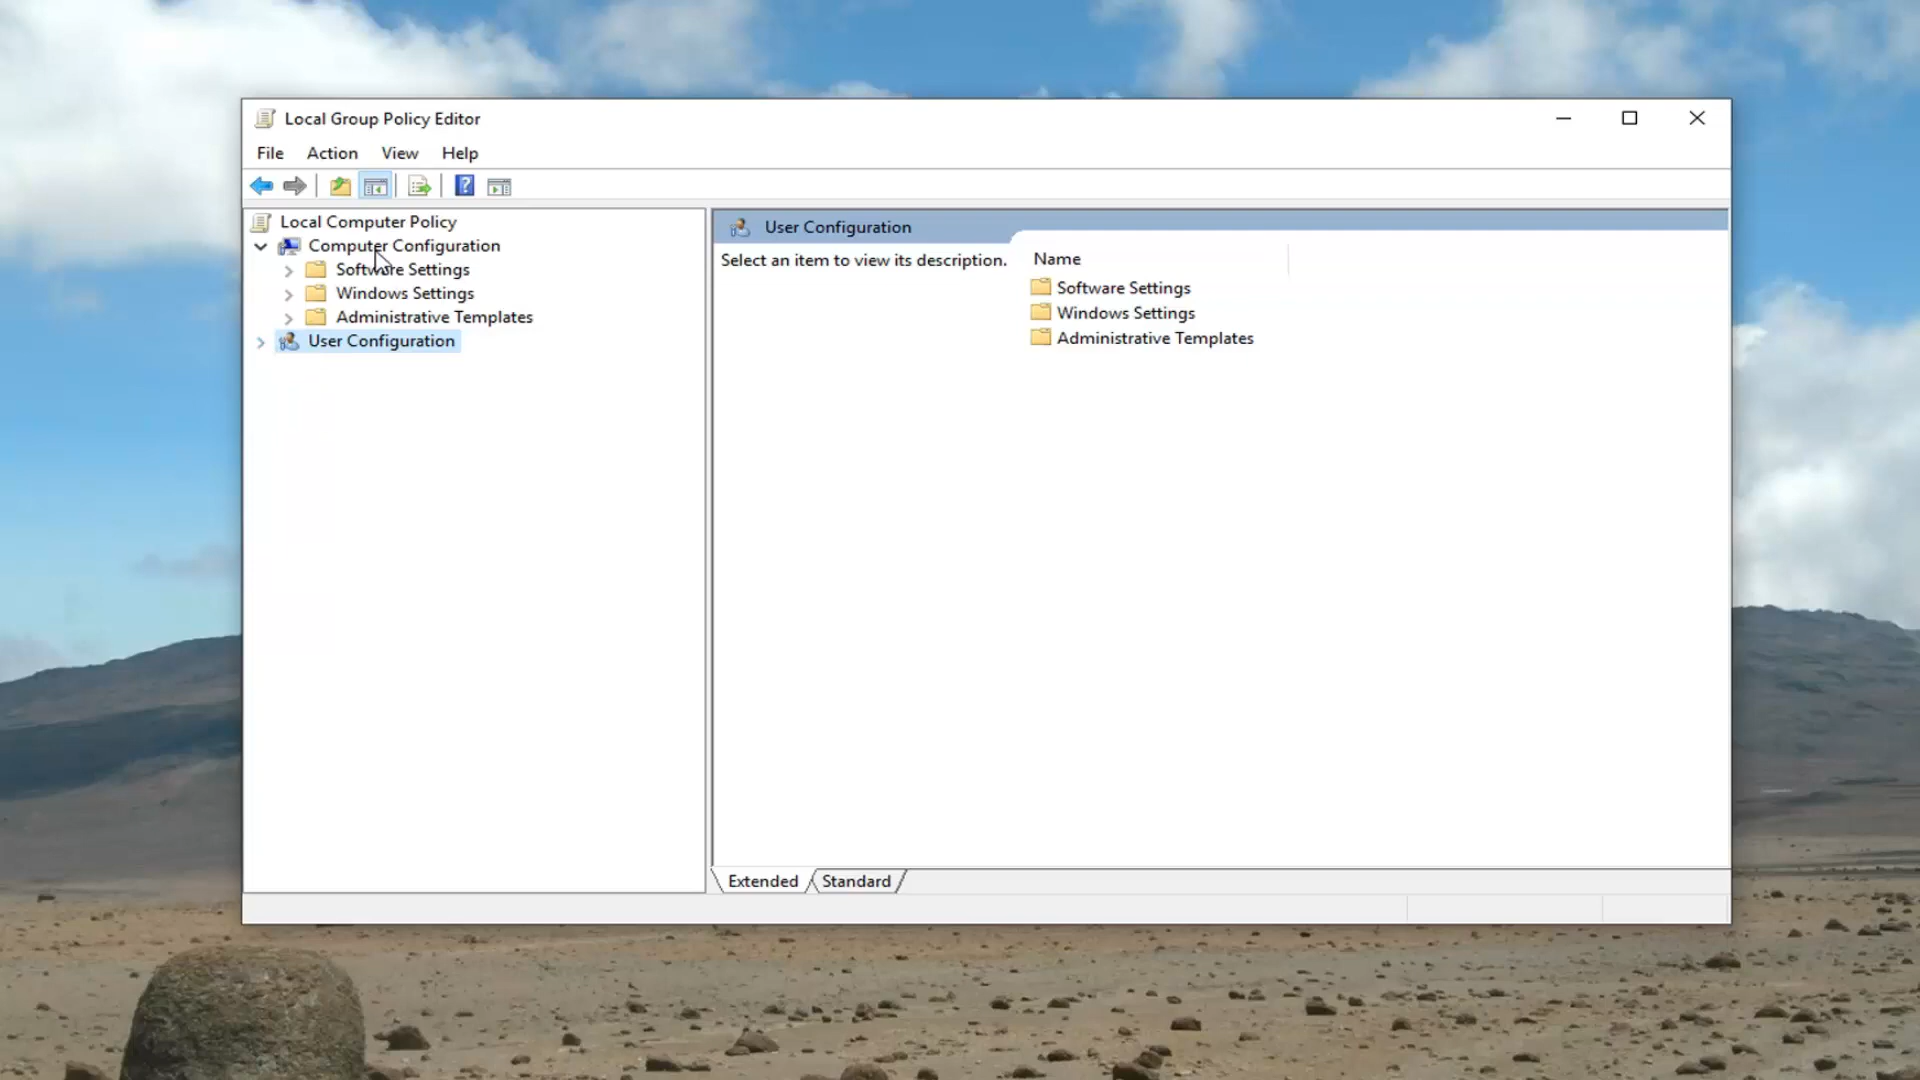 Local Group Policy Editor
File Action View Help
Local Computer Policy
Computer Configuration
Software Settings
Windows Settings
Administrative Templates
User Configuration
User Configuration
Select an item to view its description.
Name
Software Settings
Windows Settings
Administrative Templates
Extended Standard